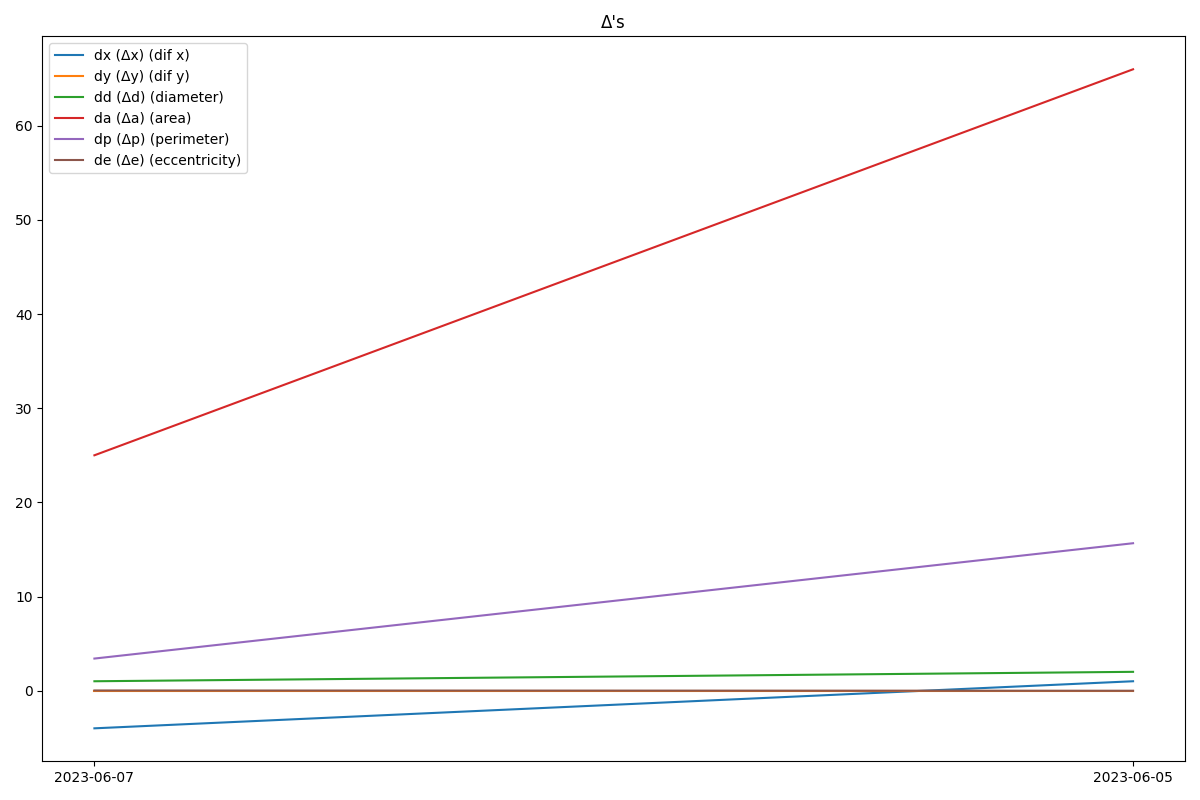 Δ's
dx (Δx) (dif x)
dy (Δy) (dif y)
dd (Δd) (diameter)
da (Δa) (area)
dp (Δp) (perimeter)
de (Δe) (eccentricity)
60
50
40
30
20
10
0
2023-06-07
2023-06-05